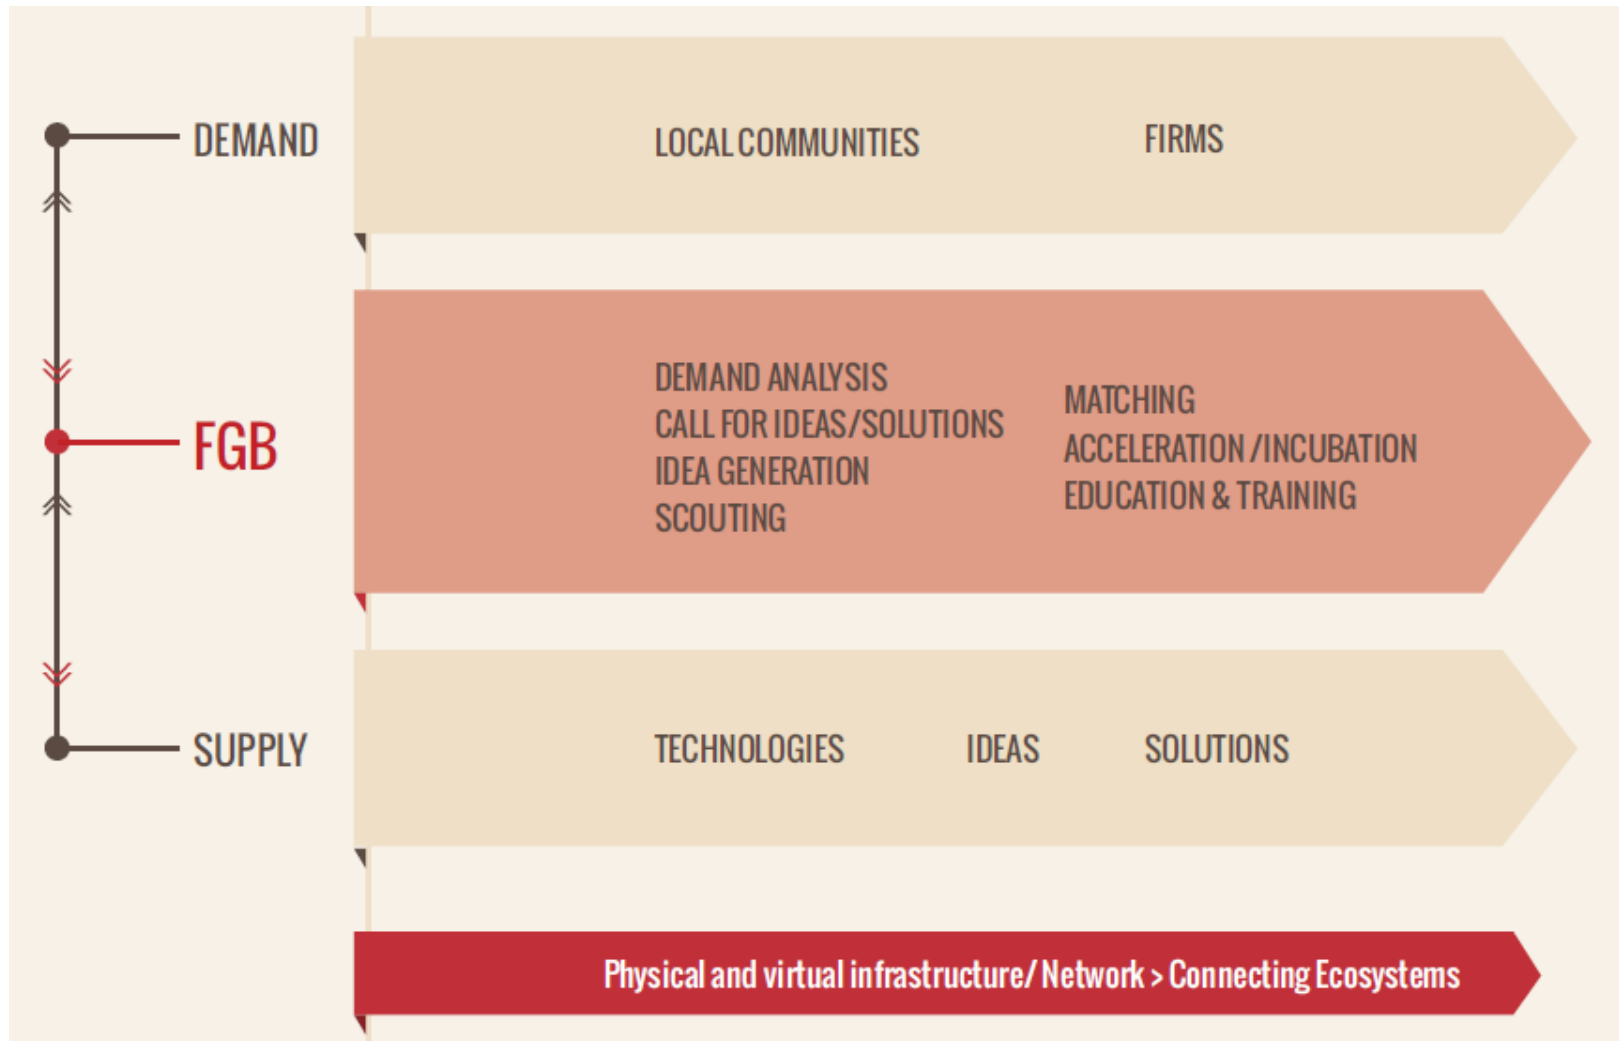 DEMAND
LOCAL COMMUNITIES
FIRMS
FGB
DEMAND ANALYSIS
CALL FOR IDEAS/SOLUTIONS
IDEA GENERATION
SCOUTING
MATCHING
ACCELERATION /INCUBATION
EDUCATION & TRAINING
SUPPLY
TECHNOLOGIES
IDEAS
SOLUTIONS
Physical and virtual infrastructure/ Network > Connecting Ecosystems